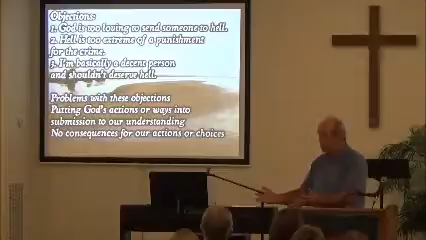 Objections:
1. God is too loving to send someone to hell.
2. Hell is too extreme of a punishment
for the crime.
3. I'm basically a decent person
and shouldn't deserve hell.
Problems with these objections
Putting God's actions or ways into
submission to our understanding
No consequences for our actions or choices